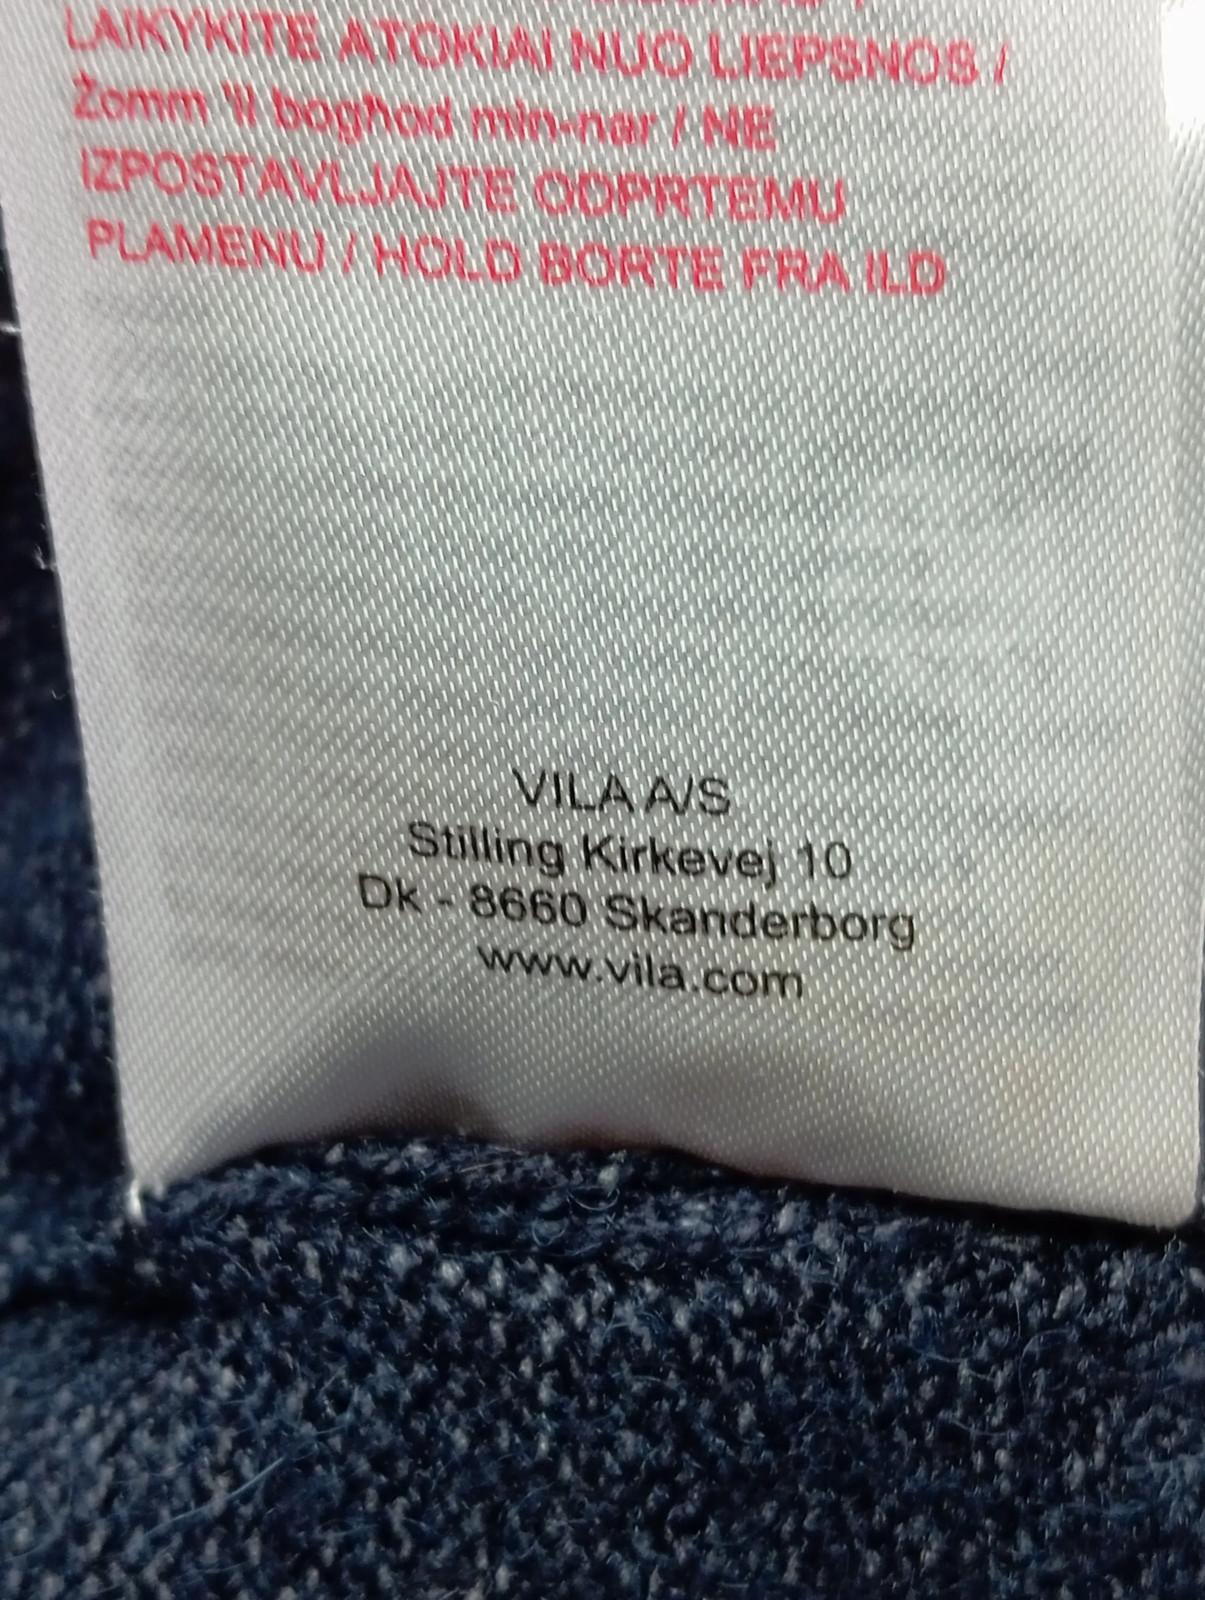 LAIKYKITE ATOKIAI NUO LIEPSNOS /
Żomm 'il bogħod min-nar / NE
IZPOSTAVLJAJTE ODPRTEMU
PLAMENU / HOLD BORTE FRA ILD
VILA A/S
Stilling Kirkevej 10
Dk - 8660 Skanderborg
www.vila.com